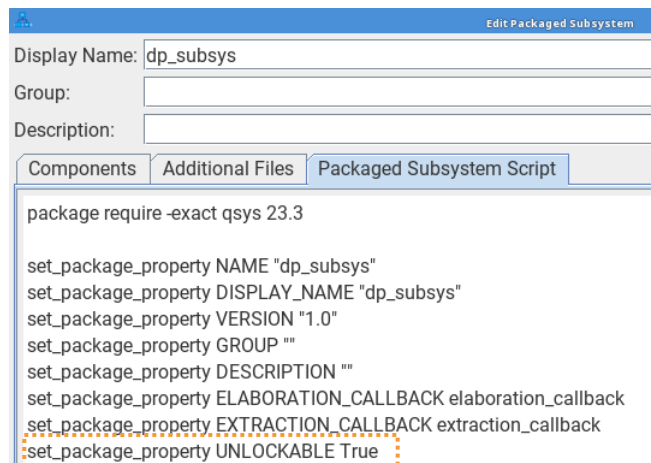 Edit Packaged Subsystem
Display Name: dp_subsys
Group:
Description:
Components Additional Files Packaged Subsystem Script
package require -exact qsys 23.3
set_package_property NAME "dp_subsys"
set_package_property DISPLAY_NAME "dp_subsys"
set_package_property VERSION "1.0"
set_package_property GROUP ""
set_package_property DESCRIPTION ""
set_package_property ELABORATION_CALLBACK elaboration_callback
set_package_property EXTRACTION_CALLBACK extraction_callback
set_package_property UNLOCKABLE True